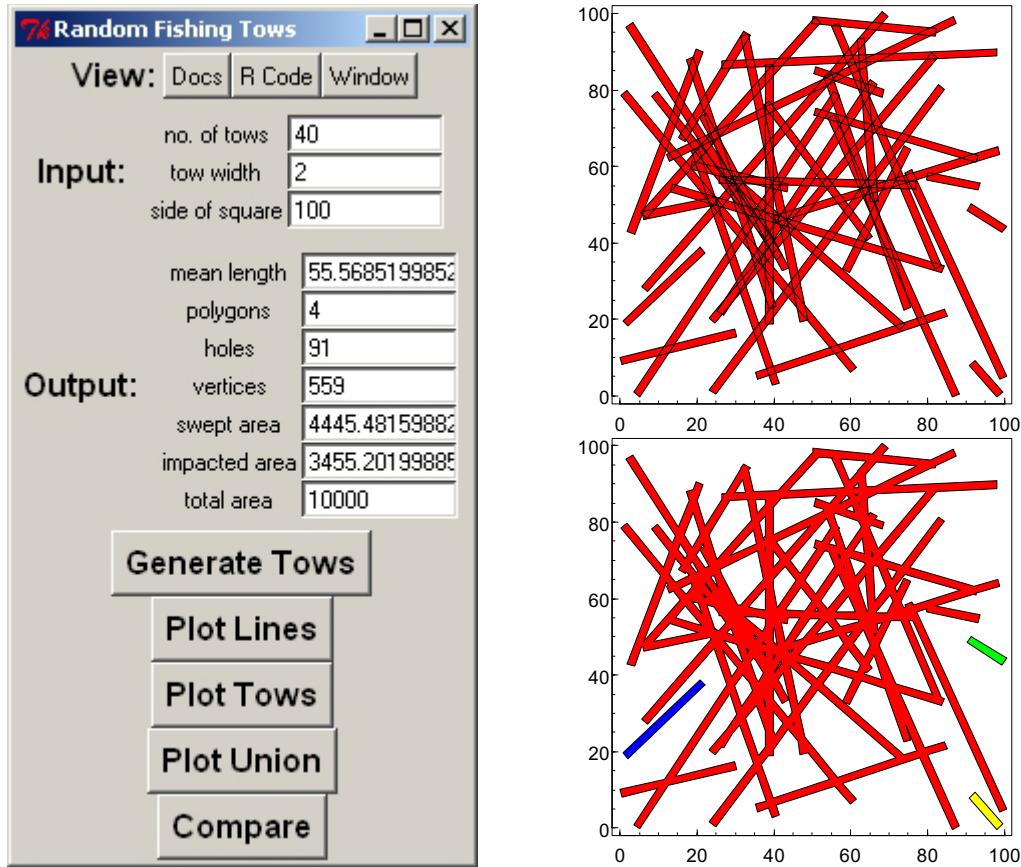 Random Fishing Tows
View: Docs R Code Window
Input:
no. of tows 40
tow width 2
side of square 100
Output:
mean length 55.5685199852
polygons 4
holes 91
vertices 559
swept area 4445.48159882
impacted area 3455.20199885
total area 10000
Generate Tows
Plot Lines
Plot Tows
Plot Union
Compare
100
80
60
40
20
0
0 20 40 60 80 100
100
80
60
40
20
0
0 20 40 60 80 100